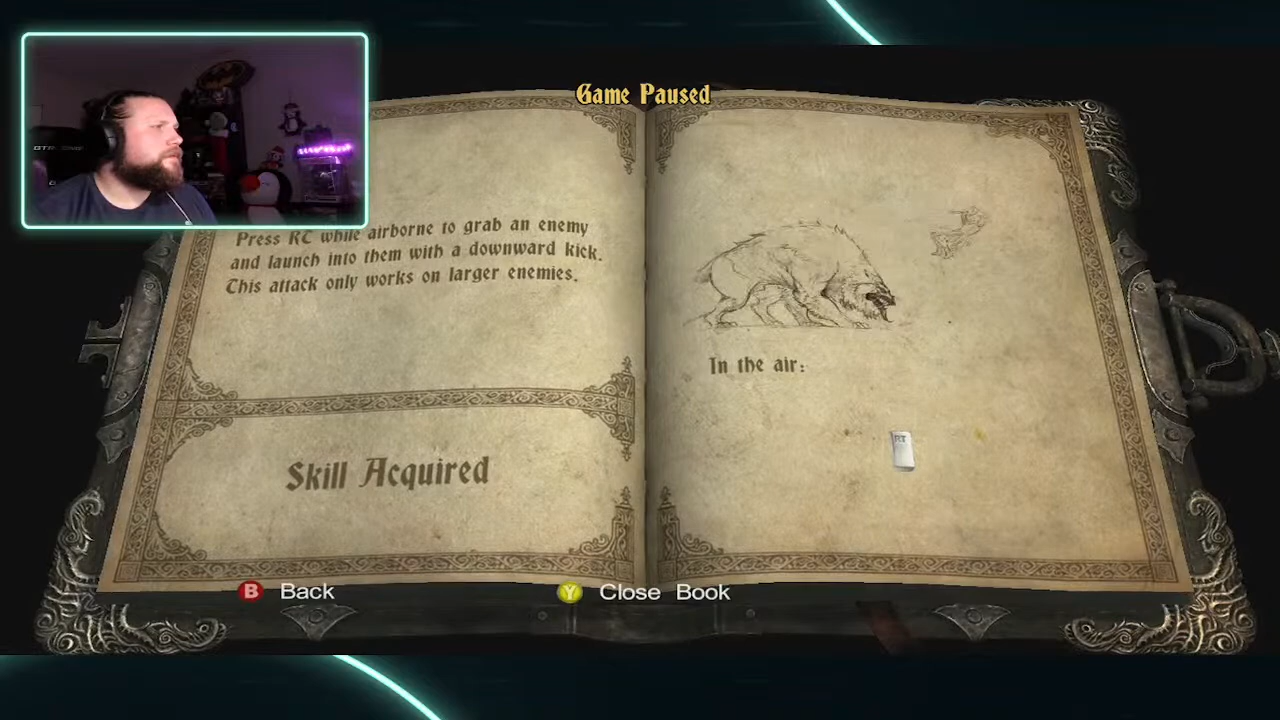 Game Paused
Press RT while airborne to grab an enemy
and launch into them with a downward kick.
This attack only works on larger enemies.
Skill Acquired
In the air:
RT
B Back
Y Close Book